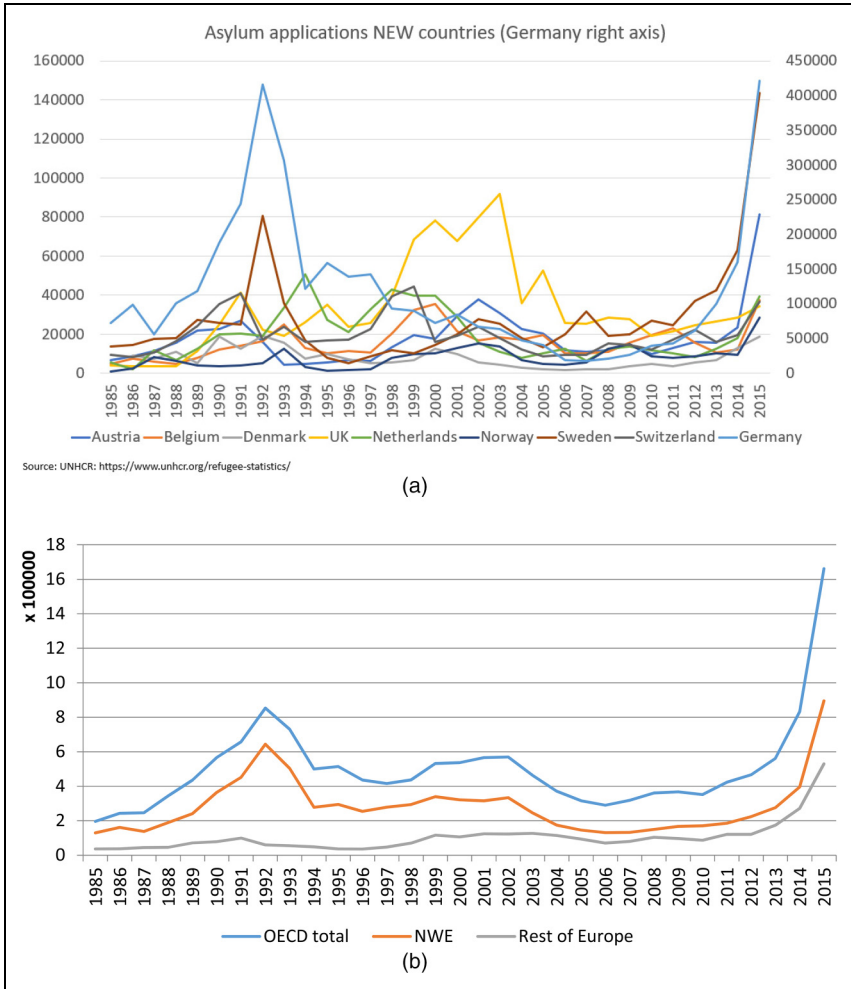 Asylum applications NEW countries (Germany right axis)
160000 450000
140000 400000
120000 350000
100000 300000
80000 250000
60000 200000
40000 150000
20000 100000
0 50000
0
1985 1986 1987 1988 1989 1990 1991 1992 1993 1994 1995 1996 1997 1998 1999 2000 2001 2002 2003 2004 2005 2006 2007 2008 2009 2010 2011 2012 2013 2014 2015
Austria Belgium Denmark UK Netherlands Norway Sweden Switzerland Germany
Source: UNHCR: https://www.unhcr.org/refugee-statistics/
(a)
x 100000
18
16
14
12
10
8
6
4
2
0
1985 1986 1987 1988 1989 1990 1991 1992 1993 1994 1995 1996 1997 1998 1999 2000 2001 2002 2003 2004 2005 2006 2007 2008 2009 2010 2011 2012 2013 2014 2015
OECD total NWE Rest of Europe
(b)